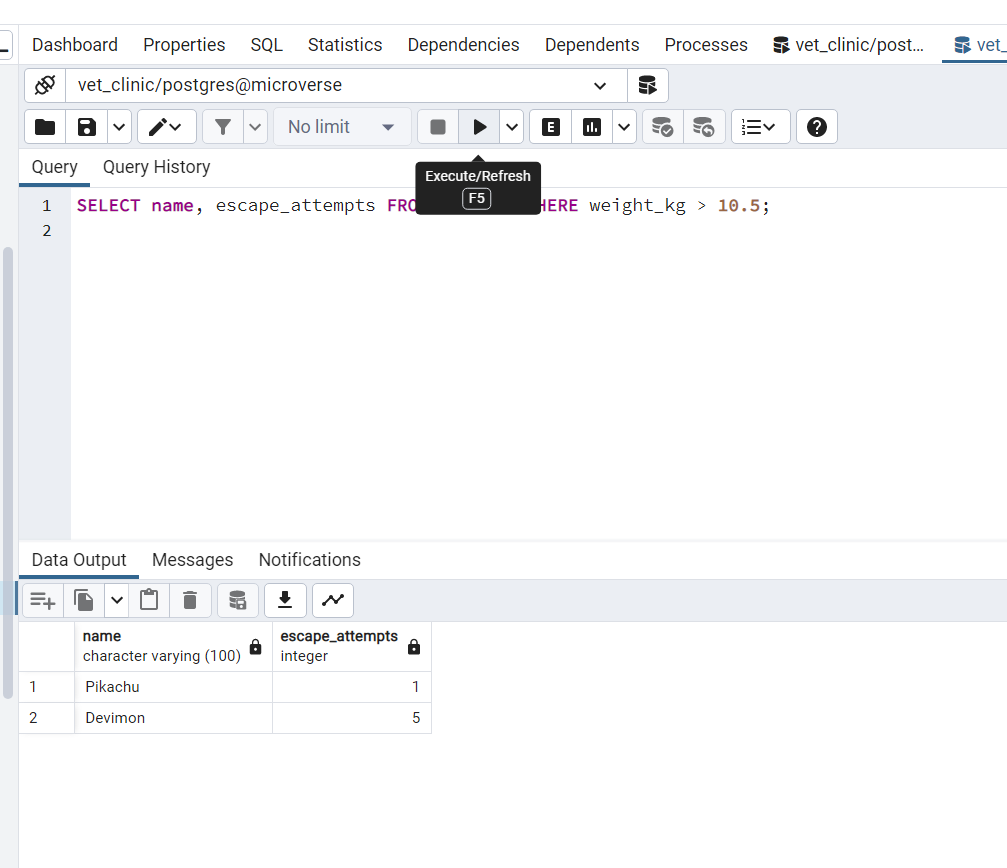 Dashboard Properties SQL Statistics Dependencies Dependents Processes vet_clinic/post... vet_
vet_clinic/postgres@microverse
No limit E
Query Query History
Execute/Refresh
F5
1 SELECT name, escape_attempts FRO HERE weight_kg > 10.5;
2
Data Output Messages Notifications
name escape_attempts
character varying (100) integer
1 Pikachu 1
2 Devimon 5